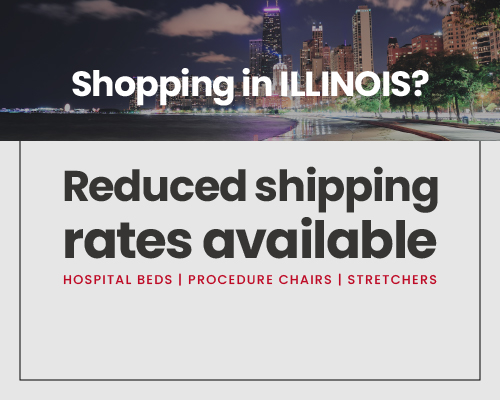 Shopping in ILLINOIS?
Reduced shipping
rates available
HOSPITAL BEDS | PROCEDURE CHAIRS | STRETCHERS